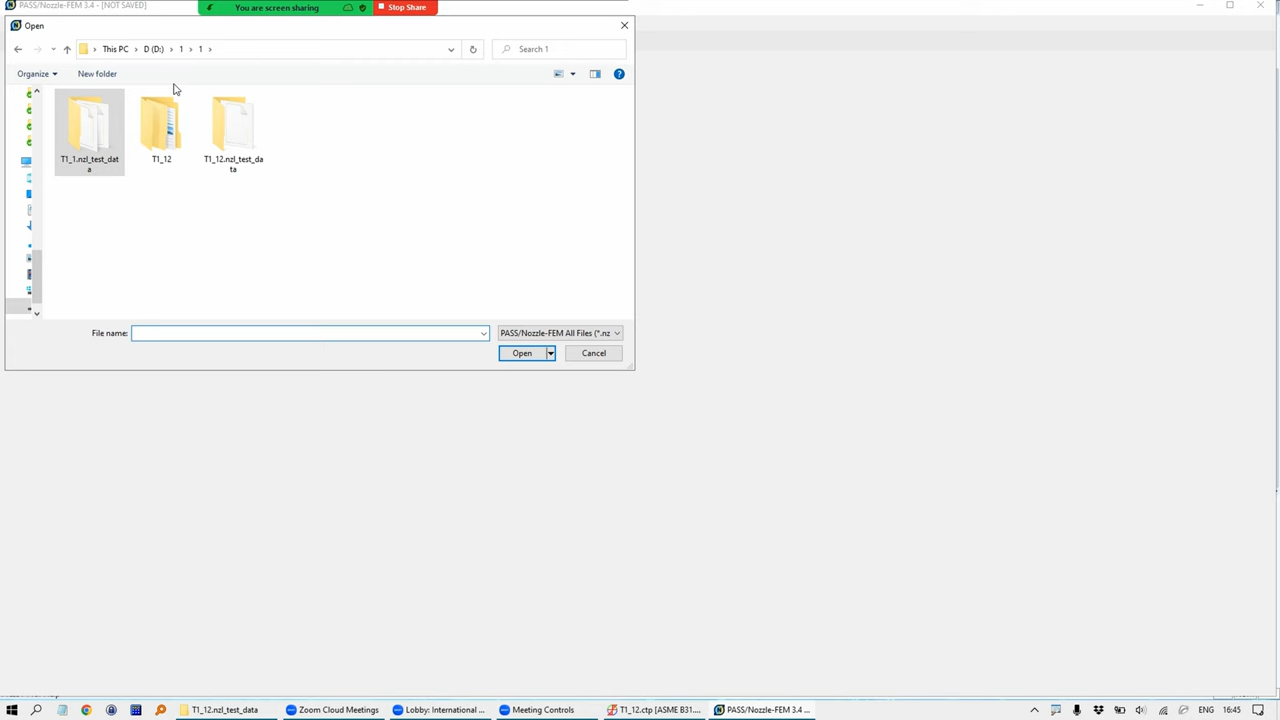 PASS/Nozzle-FEM 3.4 - [NOT SAVED]
You are screen sharing
Stop Share
Open
This PC
D (D:)
1
1
Search 1
Organize
New folder
T1_1.nzl_test_dat
a
T1_12
T1_12.nzl_test_da
ta
File name:
PASS/Nozzle-FEM All Files (*.nz
Open
Cancel
T1_12.nzl_test_data
Zoom Cloud Meetings
Lobby: International ...
Meeting Controls
T1_12.ctp [ASME B31....
PASS/Nozzle-FEM 3.4 ...
ENG
16:45